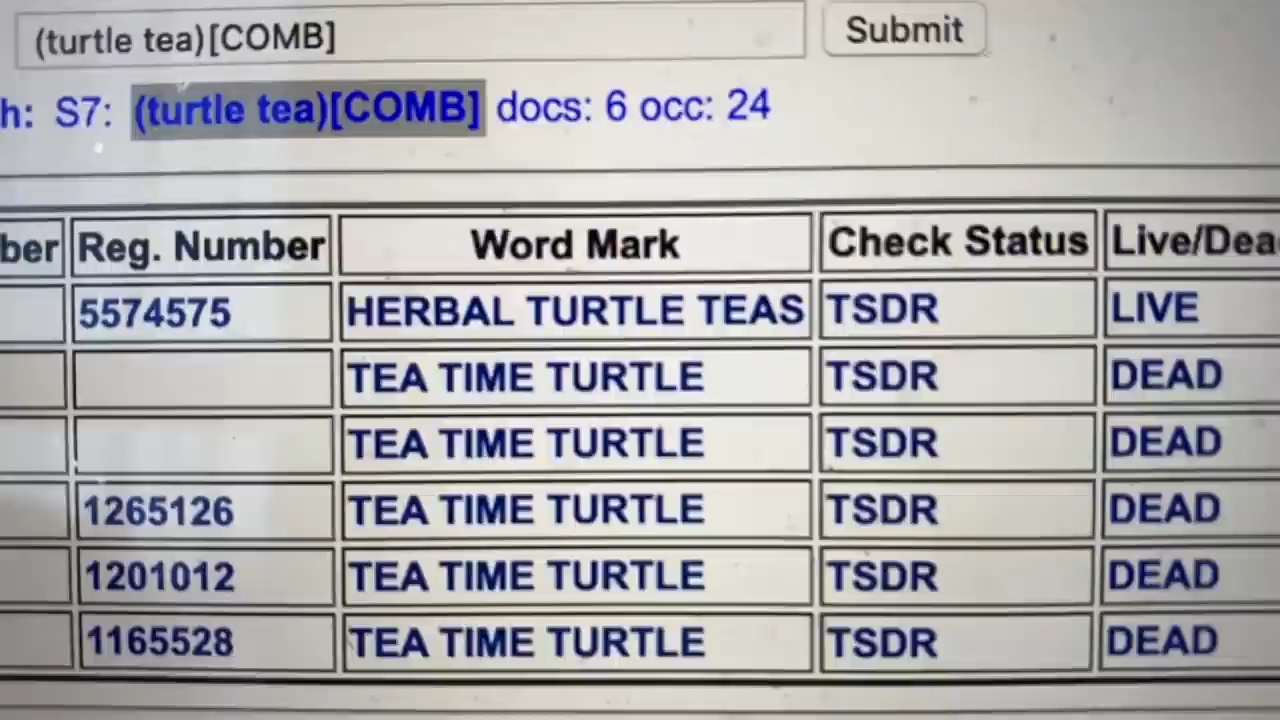 (turtle tea)[COMB] Submit
h: S7: (turtle tea)[COMB] docs: 6 occ: 24
ber Reg. Number Word Mark Check Status Live/Dea
5574575 HERBAL TURTLE TEAS TSDR LIVE
TEA TIME TURTLE TSDR DEAD
TEA TIME TURTLE TSDR DEAD
1265126 TEA TIME TURTLE TSDR DEAD
1201012 TEA TIME TURTLE TSDR DEAD
1165528 TEA TIME TURTLE TSDR DEAD